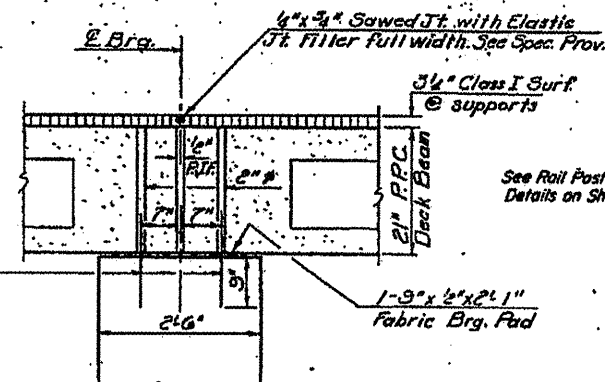 ¼"x¾" Sawed Jt. with Elastic
Jt. Filler full width. See Spec. Prov.
℄ Brg.
3¼" Class I Surf.
@ supports
½"
P.J.F.
2"φ
See Rail Post
Details on Sh
7" 7"
21" P.P.C.
Deck Beam
9"
1-9"x ½"x2'-1"
Fabric Brg. Pad
2'-6"